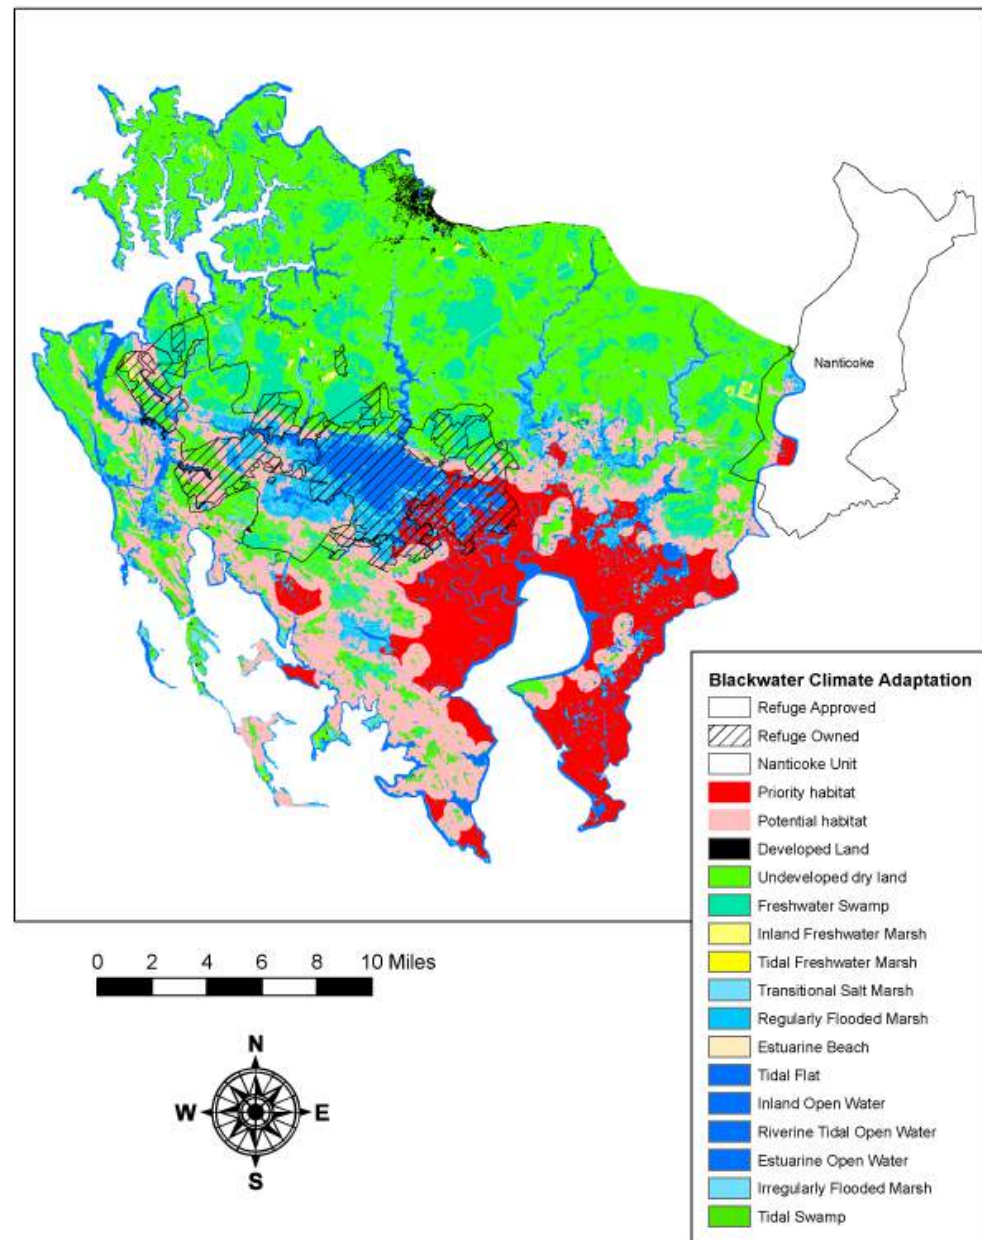 Nanticoke
Blackwater Climate Adaptation
Refuge Approved
Refuge Owned
Nanticoke Unit
Priority habitat
Potential habitat
Developed Land
Undeveloped dry land
Freshwater Swamp
Inland Freshwater Marsh
Tidal Freshwater Marsh
Transitional Salt Marsh
Regularly Flooded Marsh
Estuarine Beach
Tidal Flat
Inland Open Water
Riverine Tidal Open Water
Estuarine Open Water
Irregularly Flooded Marsh
Tidal Swamp
0 2 4 6 8 10 Miles
N
W E
S